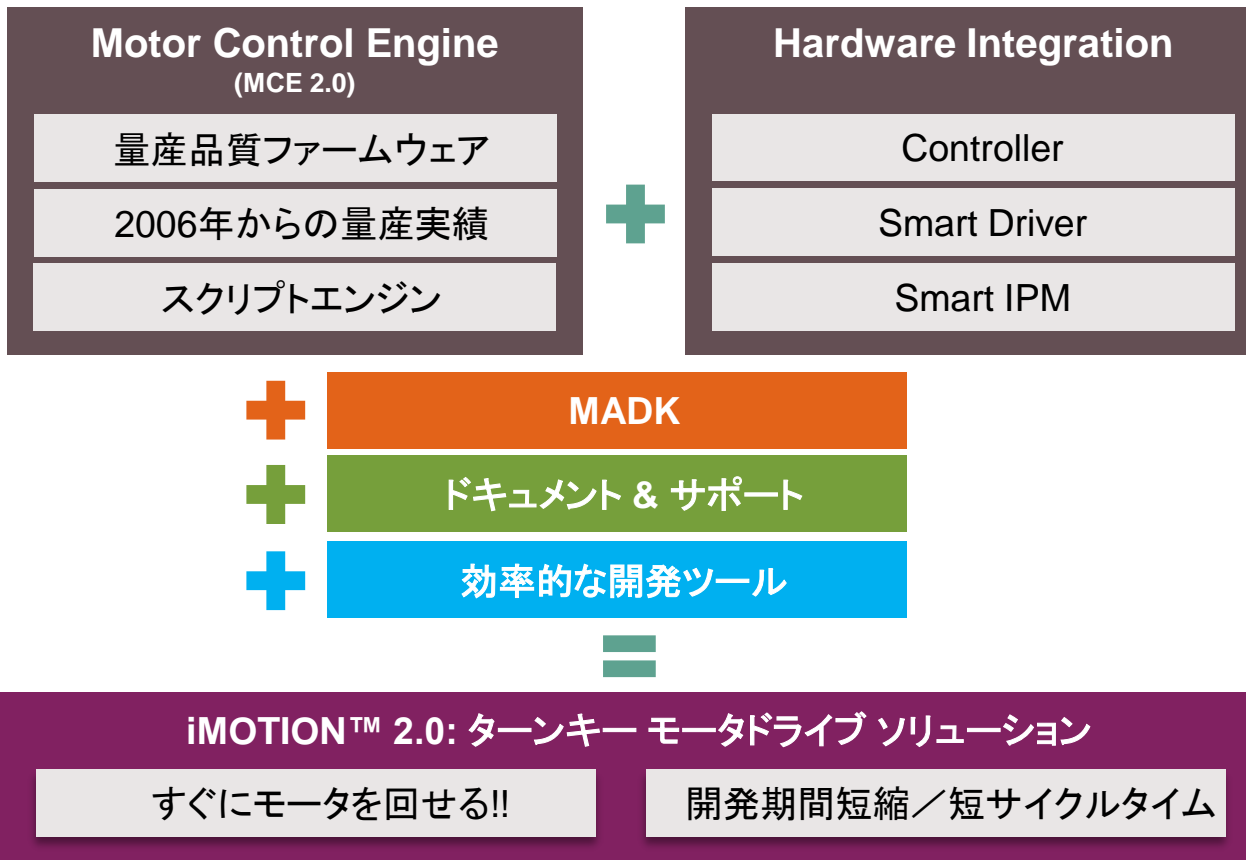 Motor Control Engine
(MCE 2.0)
量産品質ファームウェア
2006年からの量産実績
スクリプトエンジン
Hardware Integration
Controller
Smart Driver
Smart IPM
MADK
ドキュメント & サポート
効率的な開発ツール
iMOTION™ 2.0: ターンキー モータドライブ ソリューション
すぐにモータを回せる!!
開発期間短縮／短サイクルタイム